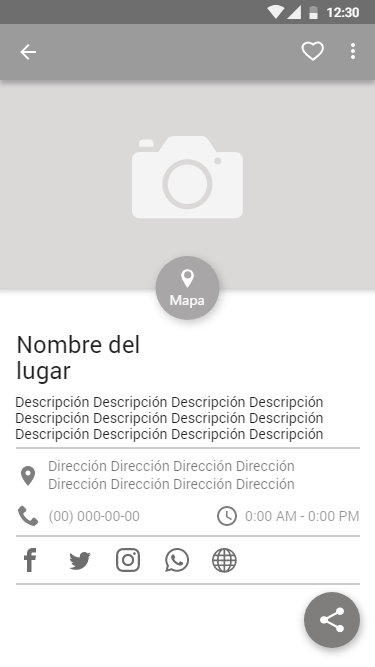 12:30
Mapa
Nombre del
lugar
Descripción Descripción Descripción Descripción
Descripción Descripción Descripción Descripción
Descripción Descripción Descripción Descripción
Dirección Dirección Dirección Dirección
Dirección Dirección Dirección Dirección
(00) 000-00-00 0:00 AM - 0:00 PM